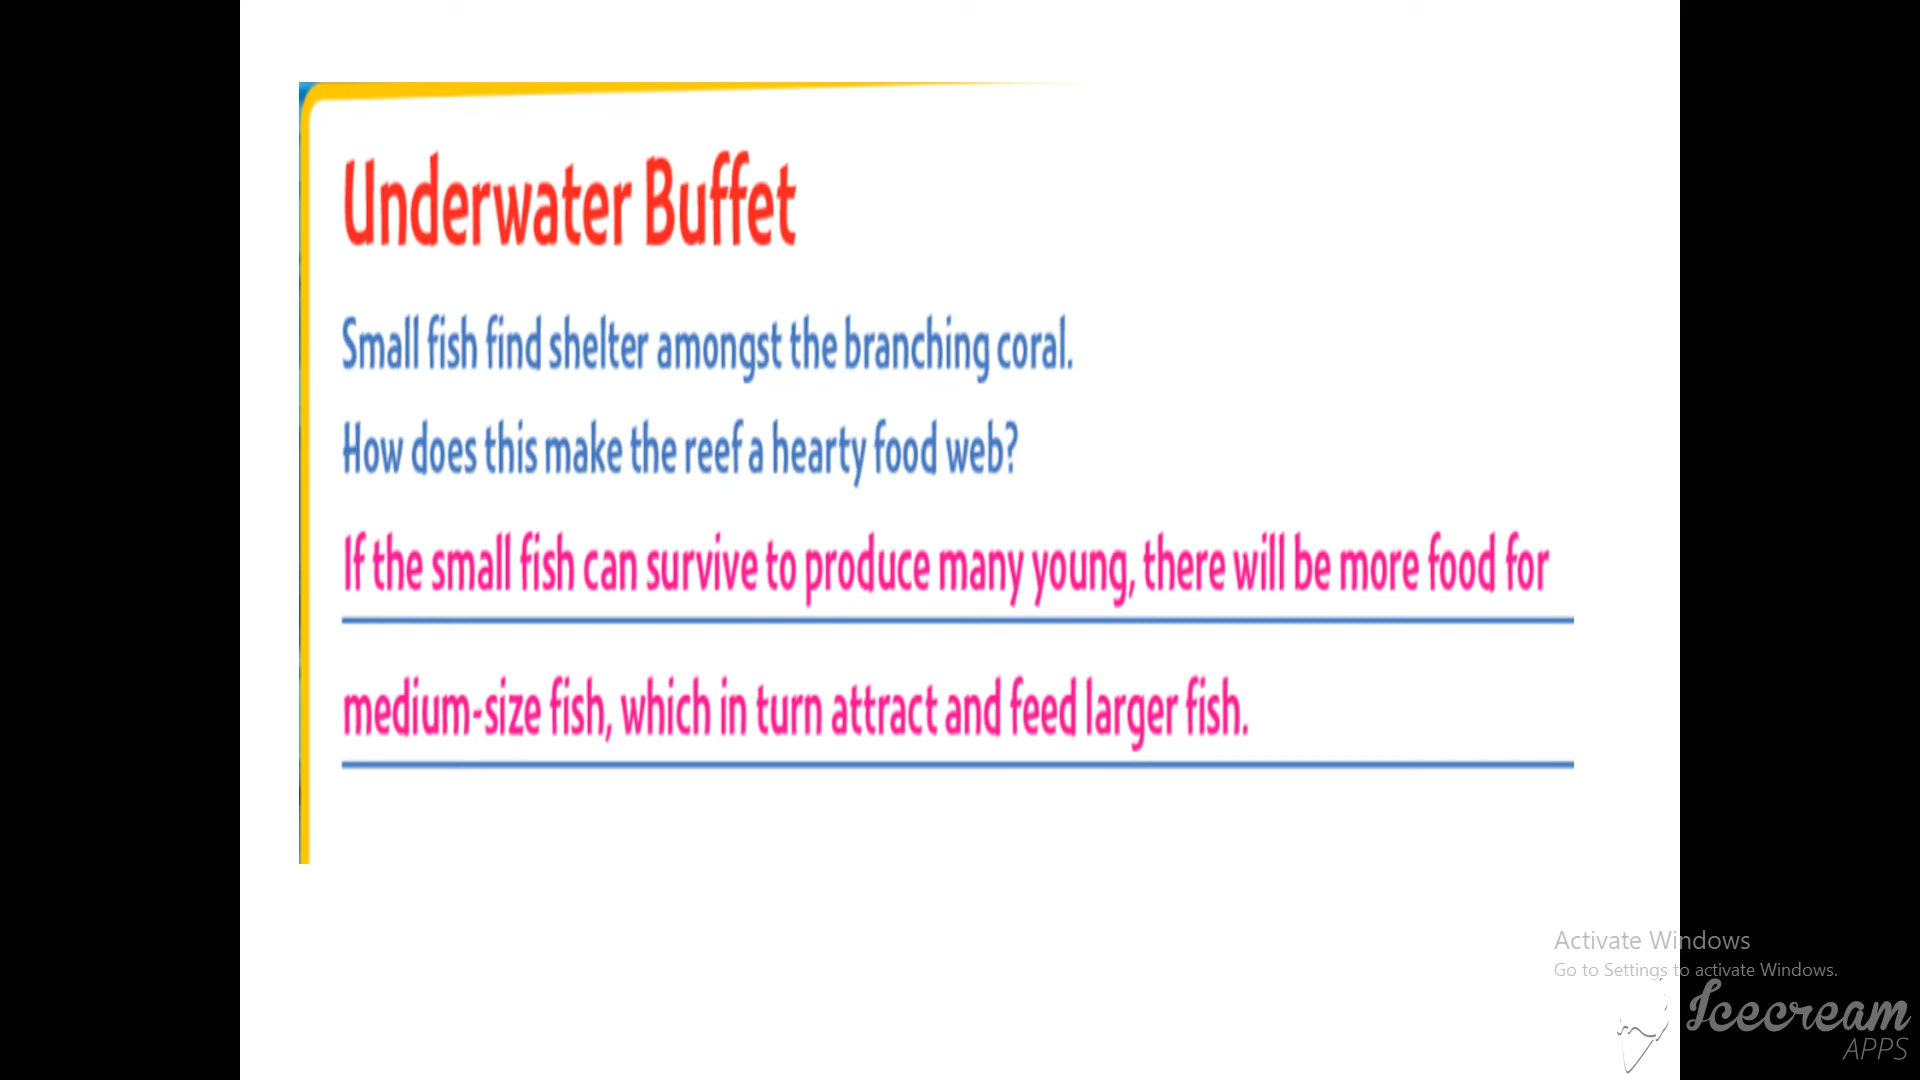 Underwater Buffet
Small fish find shelter amongst the branching coral.
How does this make the reef a hearty food web?
If the small fish can survive to produce many young, there will be more food for
medium-size fish, which in turn attract and feed larger fish.
Activate Windows
Go to Settings to activate Windows.
Icecream
APPS